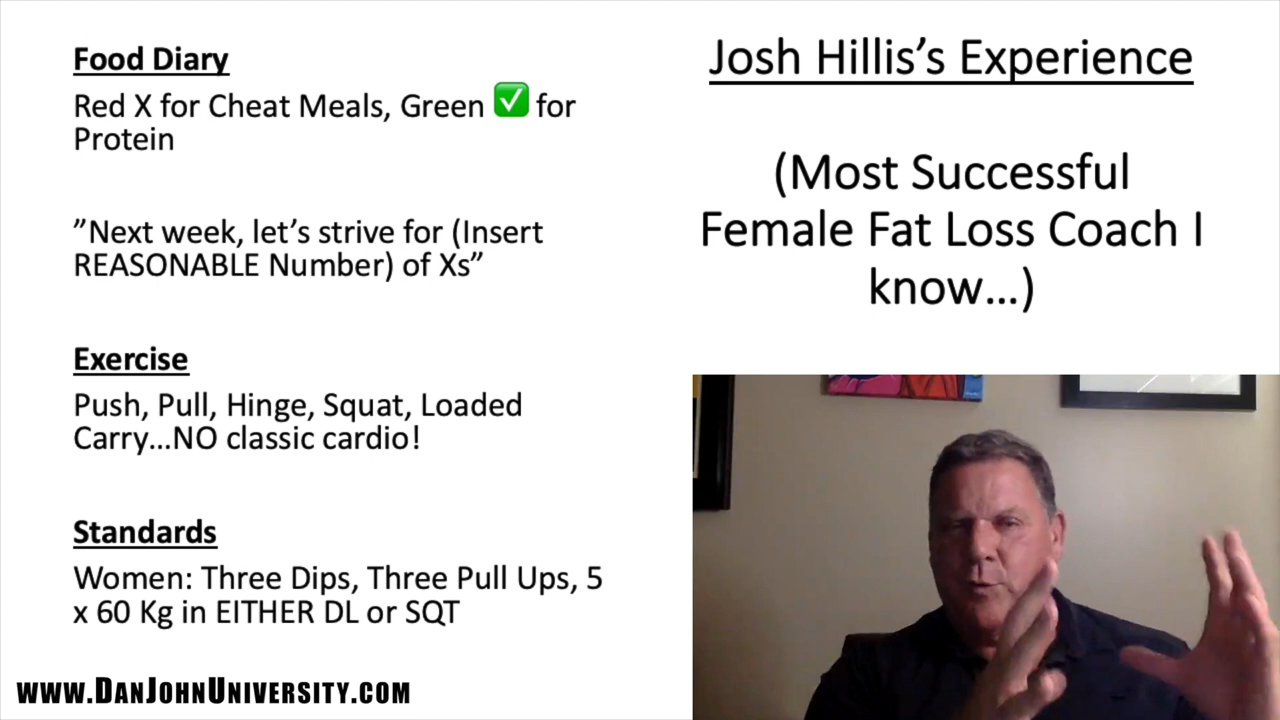 Food Diary
Red X for Cheat Meals, Green ✅ for
Protein
”Next week, let’s strive for (Insert
REASONABLE Number) of Xs”
Exercise
Push, Pull, Hinge, Squat, Loaded
Carry…NO classic cardio!
Standards
Women: Three Dips, Three Pull Ups, 5
x 60 Kg in EITHER DL or SQT
www.DanJohnUniversity.com
Josh Hillis’s Experience
(Most Successful
Female Fat Loss Coach I
know…)